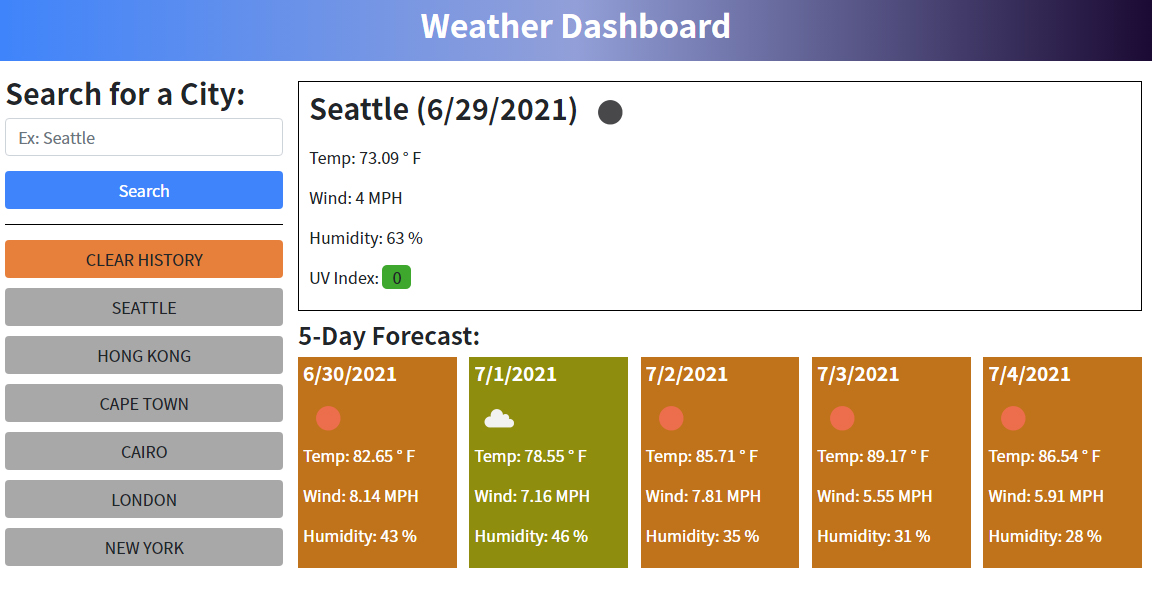 Weather Dashboard
Search for a City:
Ex: Seattle
Search
CLEAR HISTORY
SEATTLE
HONG KONG
CAPE TOWN
CAIRO
LONDON
NEW YORK
Seattle (6/29/2021)
Temp: 73.09 ° F
Wind: 4 MPH
Humidity: 63 %
UV Index: 0
5-Day Forecast:
6/30/2021
Temp: 82.65 ° F
Wind: 8.14 MPH
Humidity: 43 %
7/1/2021
Temp: 78.55 ° F
Wind: 7.16 MPH
Humidity: 46 %
7/2/2021
Temp: 85.71 ° F
Wind: 7.81 MPH
Humidity: 35 %
7/3/2021
Temp: 89.17 ° F
Wind: 5.55 MPH
Humidity: 31 %
7/4/2021
Temp: 86.54 ° F
Wind: 5.91 MPH
Humidity: 28 %